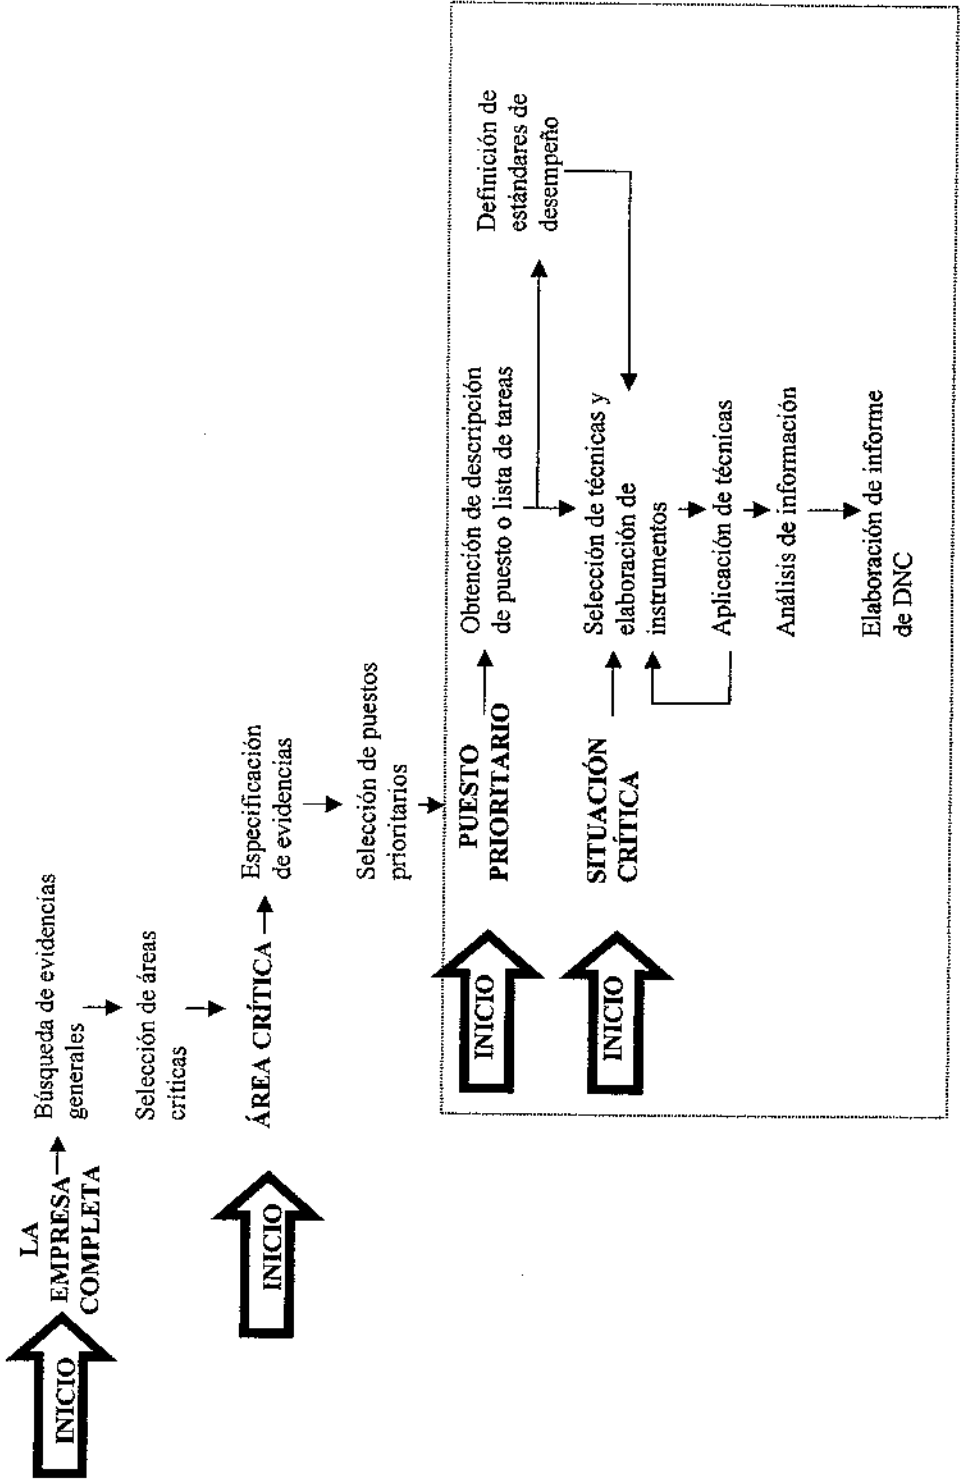 INICIO
LA
EMPRESA
COMPLETA
Búsqueda de evidencias
generales
Selección de áreas
críticas
INICIO
ÁREA CRÍTICA
Especificación
de evidencias
Selección de puestos
prioritarios
INICIO
PUESTO
PRIORITARIO
Obtención de descripción
de puesto o lista de tareas
Definición de
estándares de
desempeño
INICIO
SITUACIÓN
CRÍTICA
Selección de técnicas y
elaboración de
instrumentos
Aplicación de técnicas
Análisis de información
Elaboración de informe
de DNC